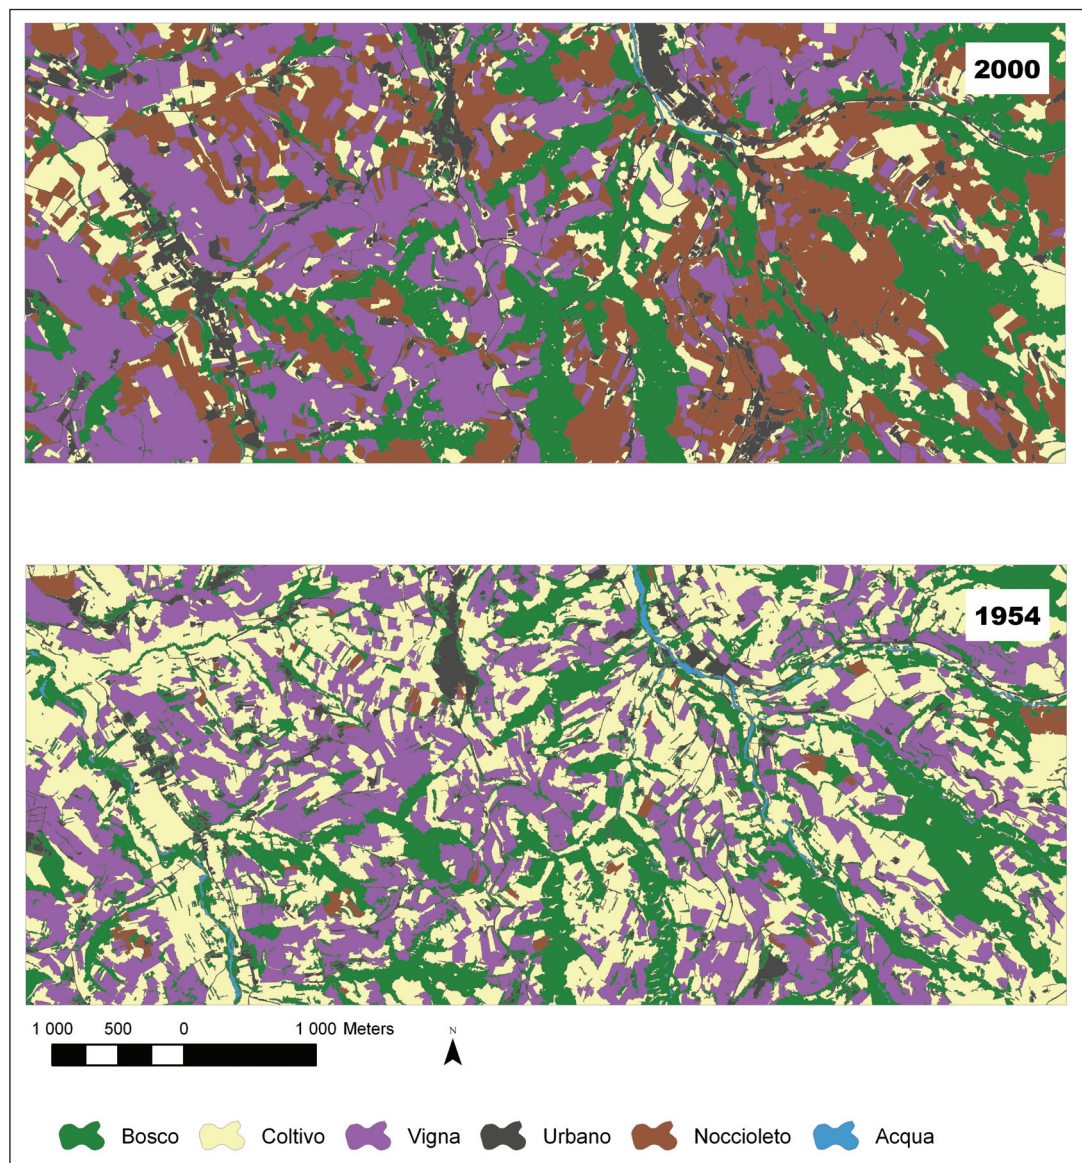 2000
1954
1 000 500 0 1 000 Meters
N
Bosco Coltivo Vigna Urbano Noccioleto Acqua